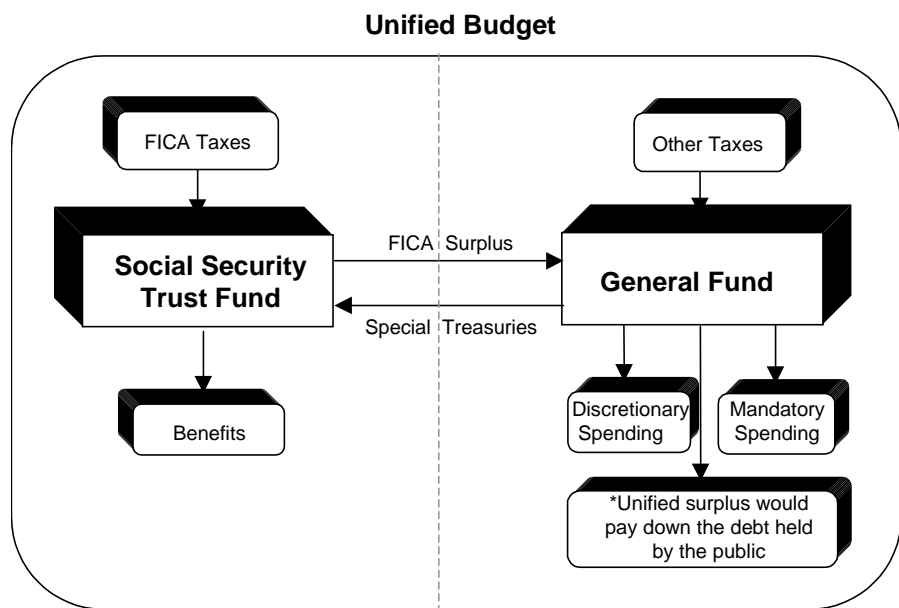 Unified Budget
FICA Taxes
Other Taxes
Social Security
Trust Fund
FICA Surplus
General Fund
Special Treasuries
Benefits
Discretionary
Spending
Mandatory
Spending
*Unified surplus would
pay down the debt held
by the public